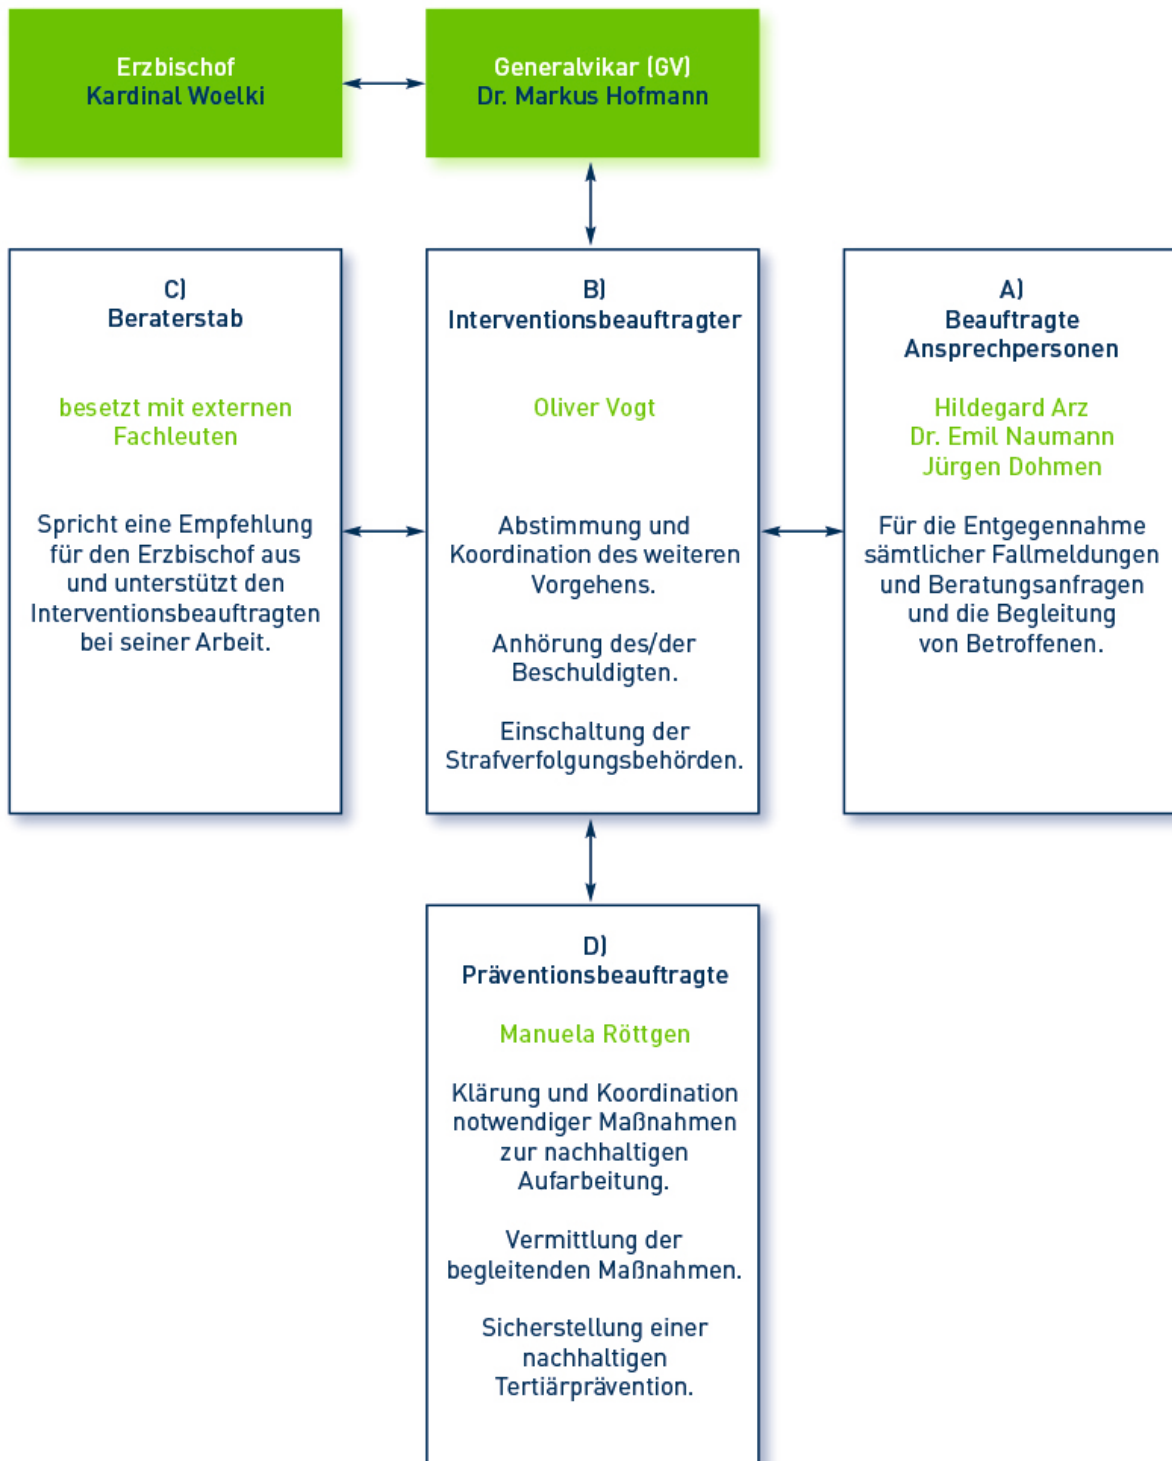 Erzbischof
Kardinal Woelki
Generalvikar (GV)
Dr. Markus Hofmann
C)
Beraterstab
besetzt mit externen
Fachleuten
Spricht eine Empfehlung
für den Erzbischof aus
und unterstützt den
Interventionsbeauftragten
bei seiner Arbeit.
B)
Interventionsbeauftragter
Oliver Vogt
Abstimmung und
Koordination des weiteren
Vorgehens.
Anhörung des/der
Beschuldigten.
Einschaltung der
Strafverfolgungsbehörden.
A)
Beauftragte
Ansprechpersonen
Hildegard Arz
Dr. Emil Naumann
Jürgen Dohmen
Für die Entgegennahme
sämtlicher Fallmeldungen
und Beratungsanfragen
und die Begleitung
von Betroffenen.
D)
Präventionsbeauftragte
Manuela Röttgen
Klärung und Koordination
notwendiger Maßnahmen
zur nachhaltigen
Aufarbeitung.
Vermittlung der
begleitenden Maßnahmen.
Sicherstellung einer
nachhaltigen
Tertiärprävention.